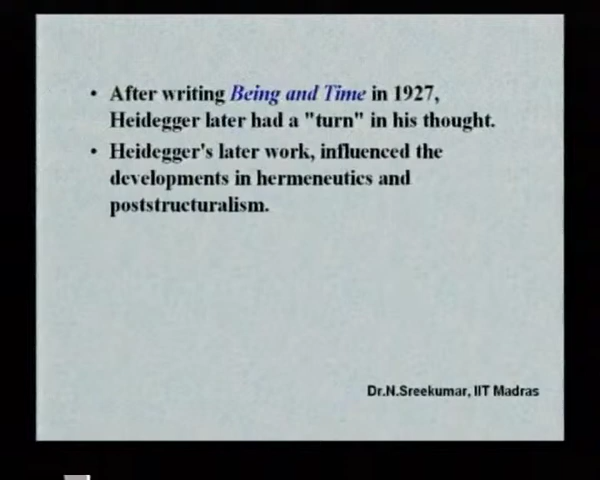 • After writing Being and Time in 1927,
Heidegger later had a "turn" in his thought.
• Heidegger's later work, influenced the
developments in hermeneutics and
poststructuralism.
Dr.N.Sreekumar, IIT Madras